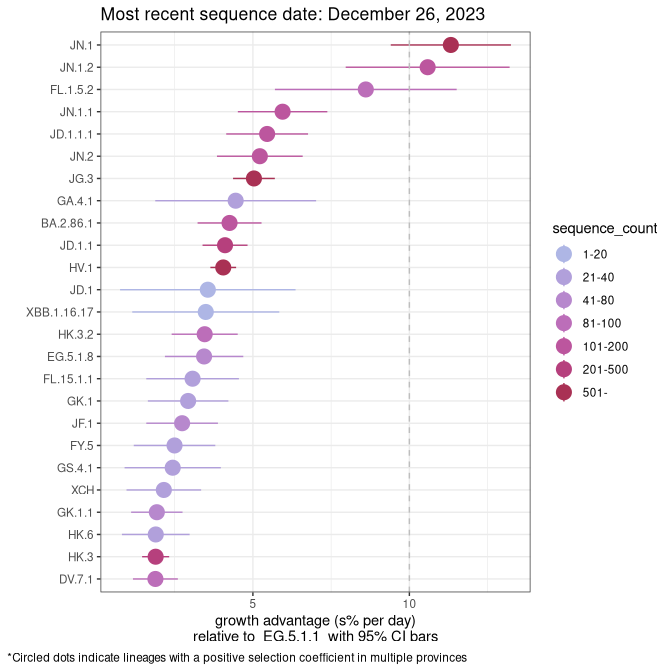 Most recent sequence date: December 26, 2023
JN.1
JN.1.2
FL.1.5.2
JN.1.1
JD.1.1.1
JN.2
JG.3
GA.4.1
BA.2.86.1
JD.1.1
HV.1
JD.1
XBB.1.16.17
HK.3.2
EG.5.1.8
FL.15.1.1
GK.1
JF.1
FY.5
GS.4.1
XCH
GK.1.1
HK.6
HK.3
DV.7.1
5
10
growth advantage (s% per day)
relative to  EG.5.1.1  with 95% CI bars
sequence_count
1-20
21-40
41-80
81-100
101-200
201-500
501-
*Circled dots indicate lineages with a positive selection coefficient in multiple provinces